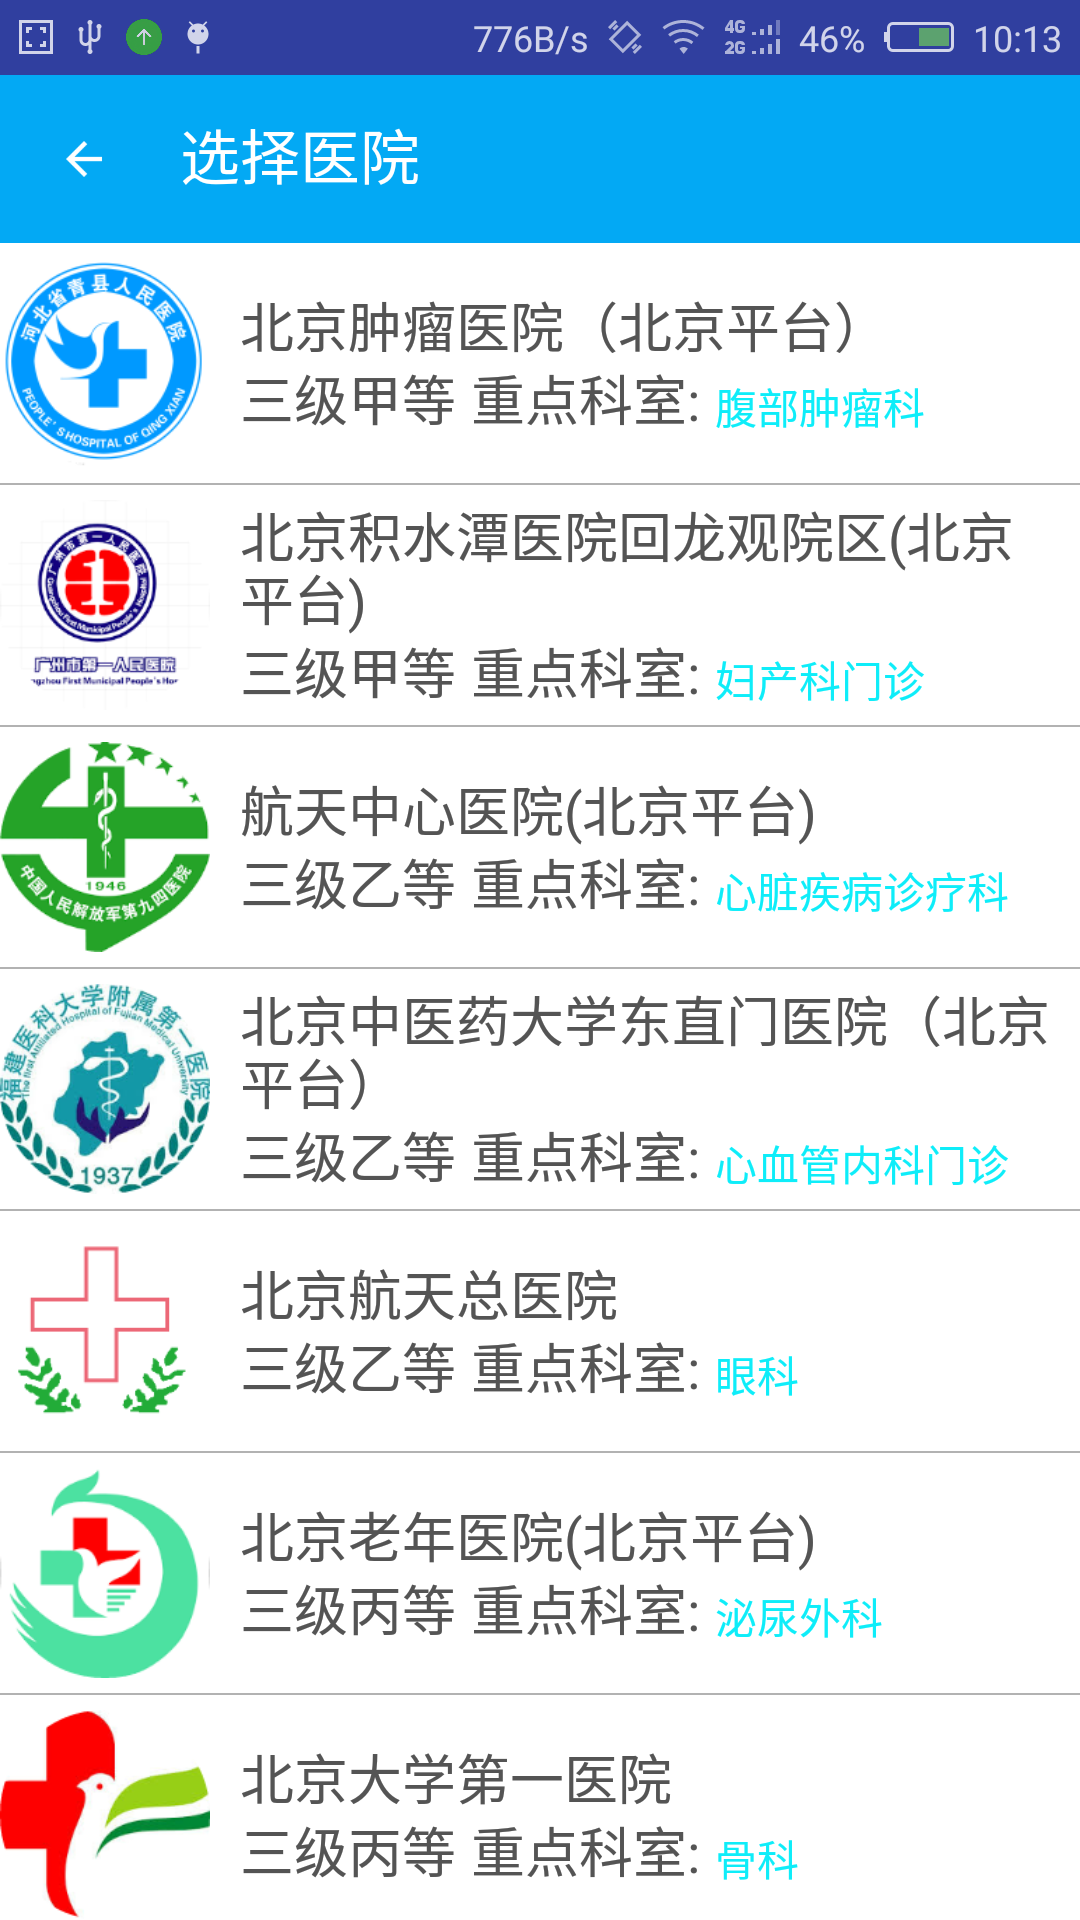 776B/s 4G 2G 46% 10:13
选择医院
河北省青县人民医院
PEOPLE'S HOSPITAL OF QING XIAN
北京肿瘤医院（北京平台）
三级甲等 重点科室: 腹部肿瘤科
广州市第一人民医院
Guangzhou First Municipal People's Hospital
1
广州市第一人民医院
ngzhou First Municipal People's Hos
北京积水潭医院回龙观院区(北京
平台)
三级甲等 重点科室: 妇产科门诊
1946
中国人民解放军第九四医院
航天中心医院(北京平台)
三级乙等 重点科室: 心脏疾病诊疗科
福建医科大学附属第一医院
The First Affiliated Hospital of Fujian Medical University
1937
北京中医药大学东直门医院（北京
平台）
三级乙等 重点科室: 心血管内科门诊
北京航天总医院
三级乙等 重点科室: 眼科
北京老年医院(北京平台)
三级丙等 重点科室: 泌尿外科
北京大学第一医院
三级丙等 重点科室: 骨科